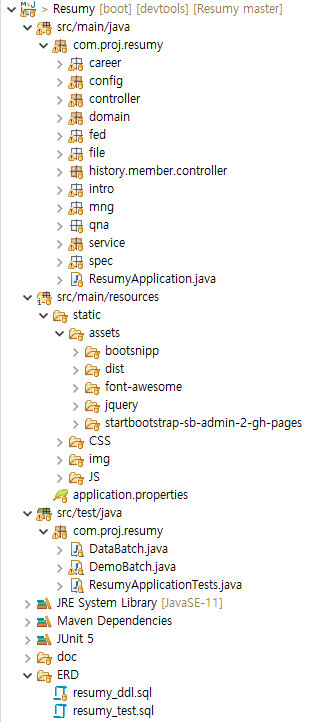 > Resumy [boot] [devtools] [Resumy master]
src/main/java
com.proj.resumy
career
config
controller
domain
fed
file
history.member.controller
intro
mng
qna
service
spec
ResumyApplication.java
src/main/resources
static
assets
bootsnipp
dist
font-awesome
jquery
startbootstrap-sb-admin-2-gh-pages
CSS
img
JS
application.properties
src/test/java
com.proj.resumy
DataBatch.java
DemoBatch.java
ResumyApplicationTests.java
JRE System Library [JavaSE-11]
Maven Dependencies
JUnit 5
doc
ERD
resumy_ddl.sql
resumy_test.sql